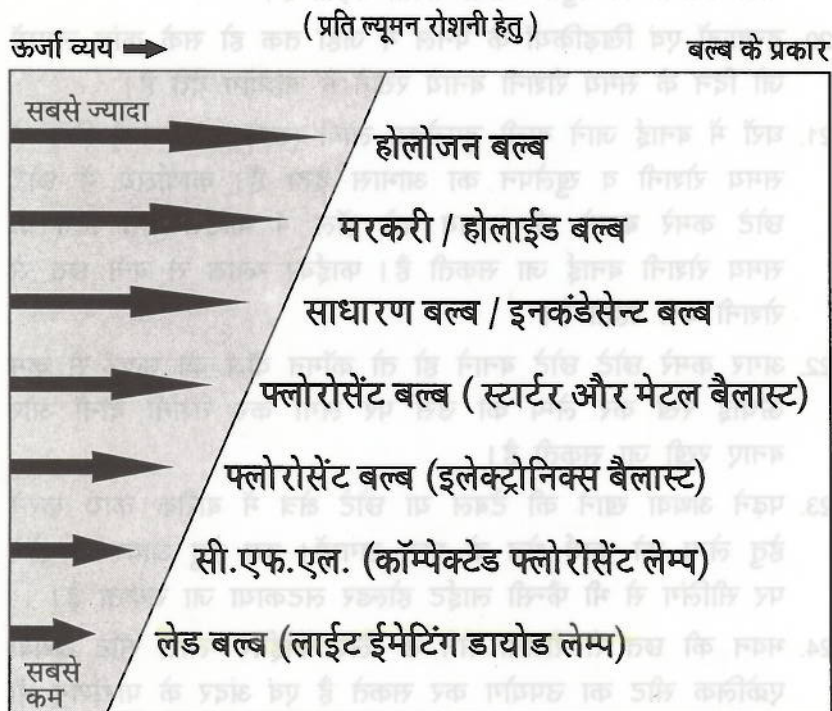 ( प्रति ल्यूमन रोशनी हेतु )
ऊर्जा व्यय → बल्ब के प्रकार
सबसे ज्यादा
होलोजन बल्ब
मरकरी / होलाईड बल्ब
साधारण बल्ब / इनकंडेसेन्ट बल्ब
फ्लोरोसेंट बल्ब ( स्टार्टर और मेटल बैलास्ट)
फ्लोरोसेंट बल्ब (इलेक्ट्रोनिक्स बैलास्ट)
सी.एफ.एल. (कॉम्पेक्टेड फ्लोरोसेंट लेम्प)
लेड बल्ब (लाईट ईमेटिंग डायोड लेम्प)
सबसे
कम